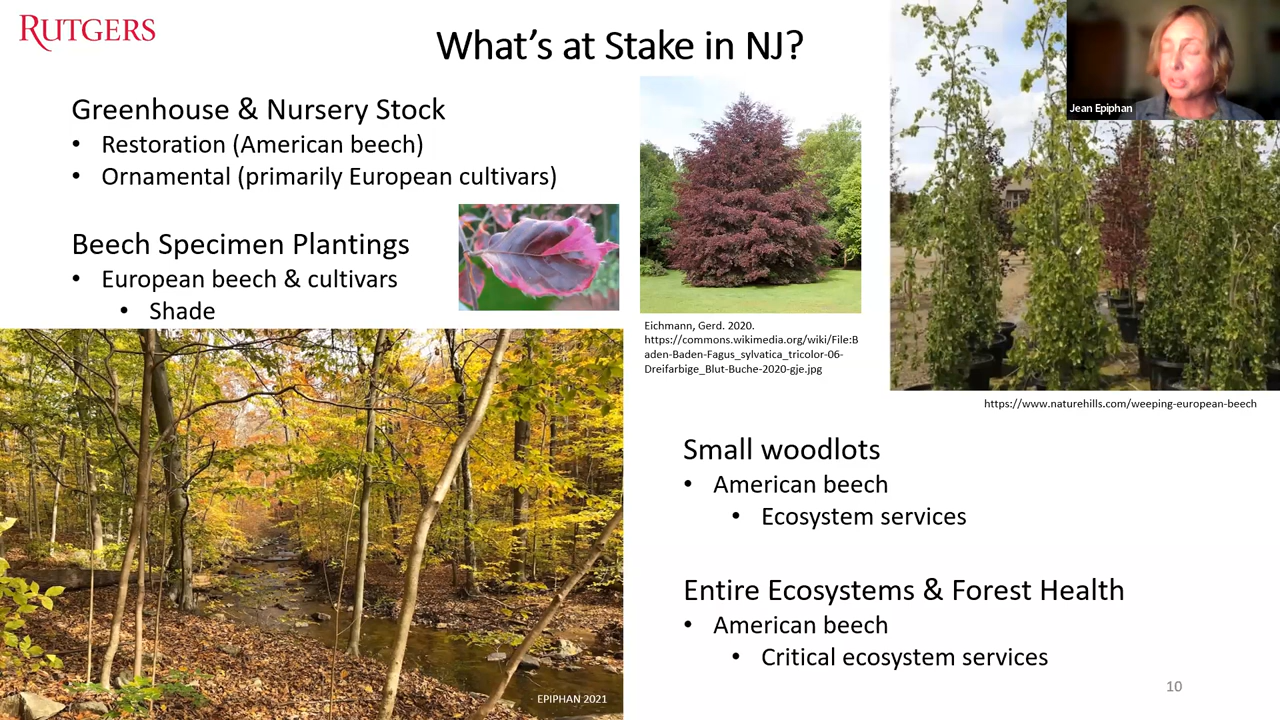 RUTGERS
What's at Stake in NJ?
Jean Epiphan
Greenhouse & Nursery Stock
• Restoration (American beech)
• Ornamental (primarily European cultivars)
Beech Specimen Plantings
• European beech & cultivars
• Shade
Eichmann, Gerd. 2020.
https://commons.wikimedia.org/wiki/File:B
aden-Baden-Fagus_sylvatica_tricolor-06-
Dreifarbige_Blut-Buche-2020-gje.jpg
https://www.naturehills.com/weeping-european-beech
Small woodlots
• American beech
• Ecosystem services
Entire Ecosystems & Forest Health
• American beech
• Critical ecosystem services
EPIPHAN 2021
10